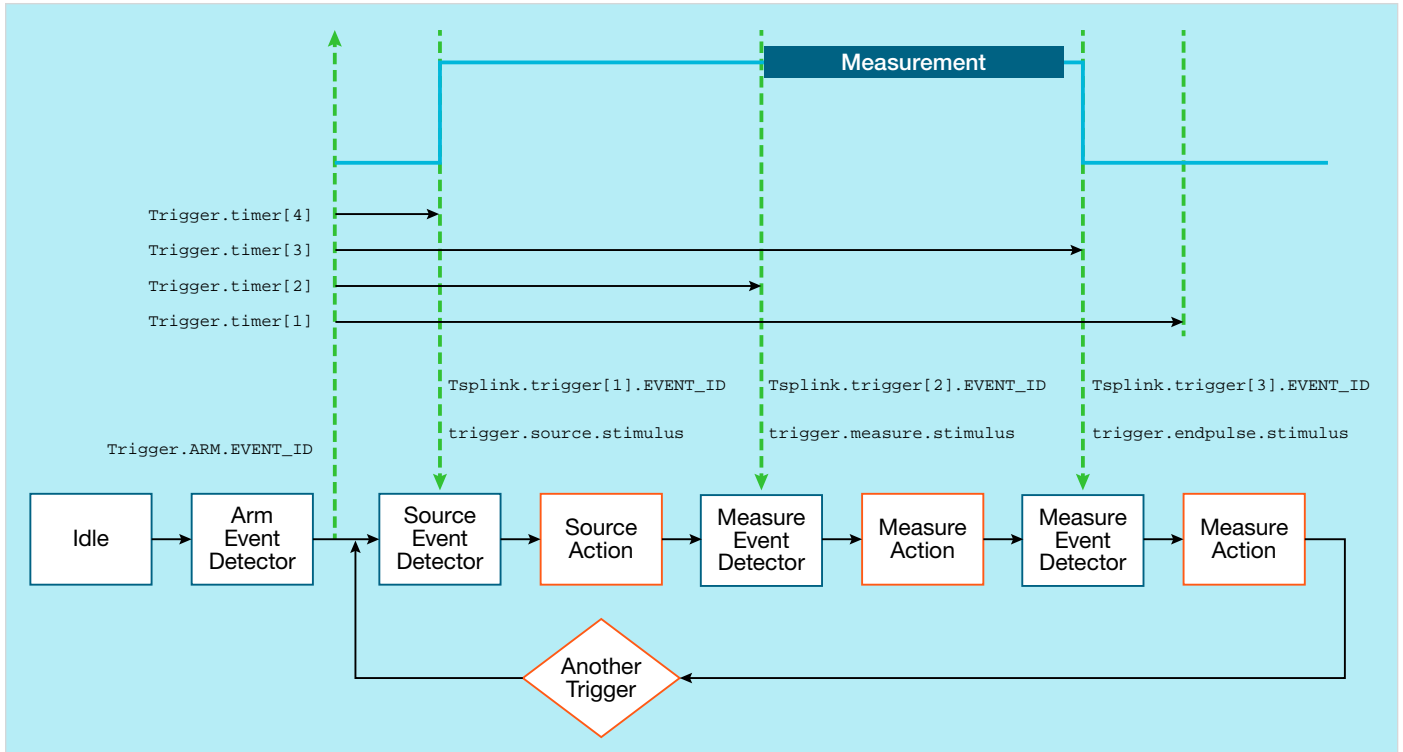 Measurement
Trigger.timer[4]
Trigger.timer[3]
Trigger.timer[2]
Trigger.timer[1]
Tsplink.trigger[1].EVENT_ID
Tsplink.trigger[2].EVENT_ID
Tsplink.trigger[3].EVENT_ID
trigger.source.stimulus
trigger.measure.stimulus
trigger.endpulse.stimulus
Trigger.ARM.EVENT_ID
Idle
Arm
Event
Detector
Source
Event
Detector
Source
Action
Measure
Event
Detector
Measure
Action
Measure
Event
Detector
Measure
Action
Another
Trigger